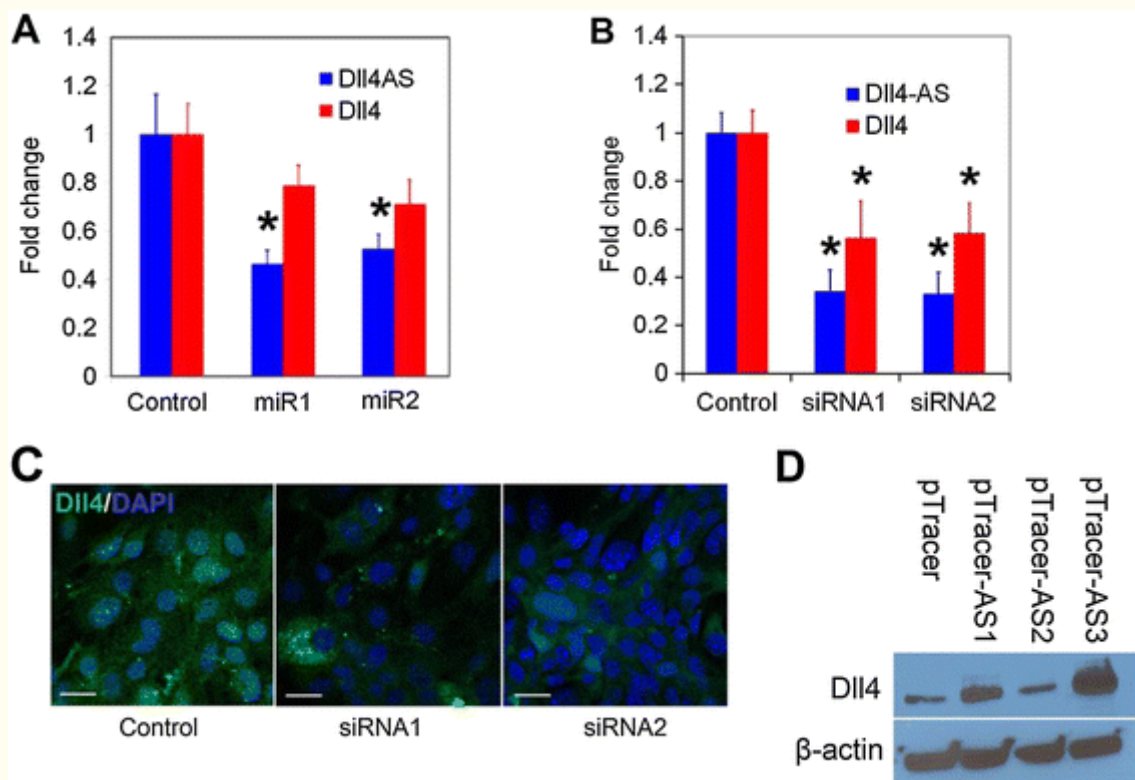 A
1.4
1.2
1
0.8
0.6
0.4
0.2
0
Fold change
Dll4AS
Dll4
*
*
Control miR1 miR2
B
1.4
1.2
1
0.8
0.6
0.4
0.2
0
Fold change
Dll4-AS
Dll4
*
*
*
*
Control siRNA1 siRNA2
C
Dll4/DAPI
Control siRNA1 siRNA2
D
pTracer
pTracer-AS1
pTracer-AS2
pTracer-AS3
Dll4
β-actin